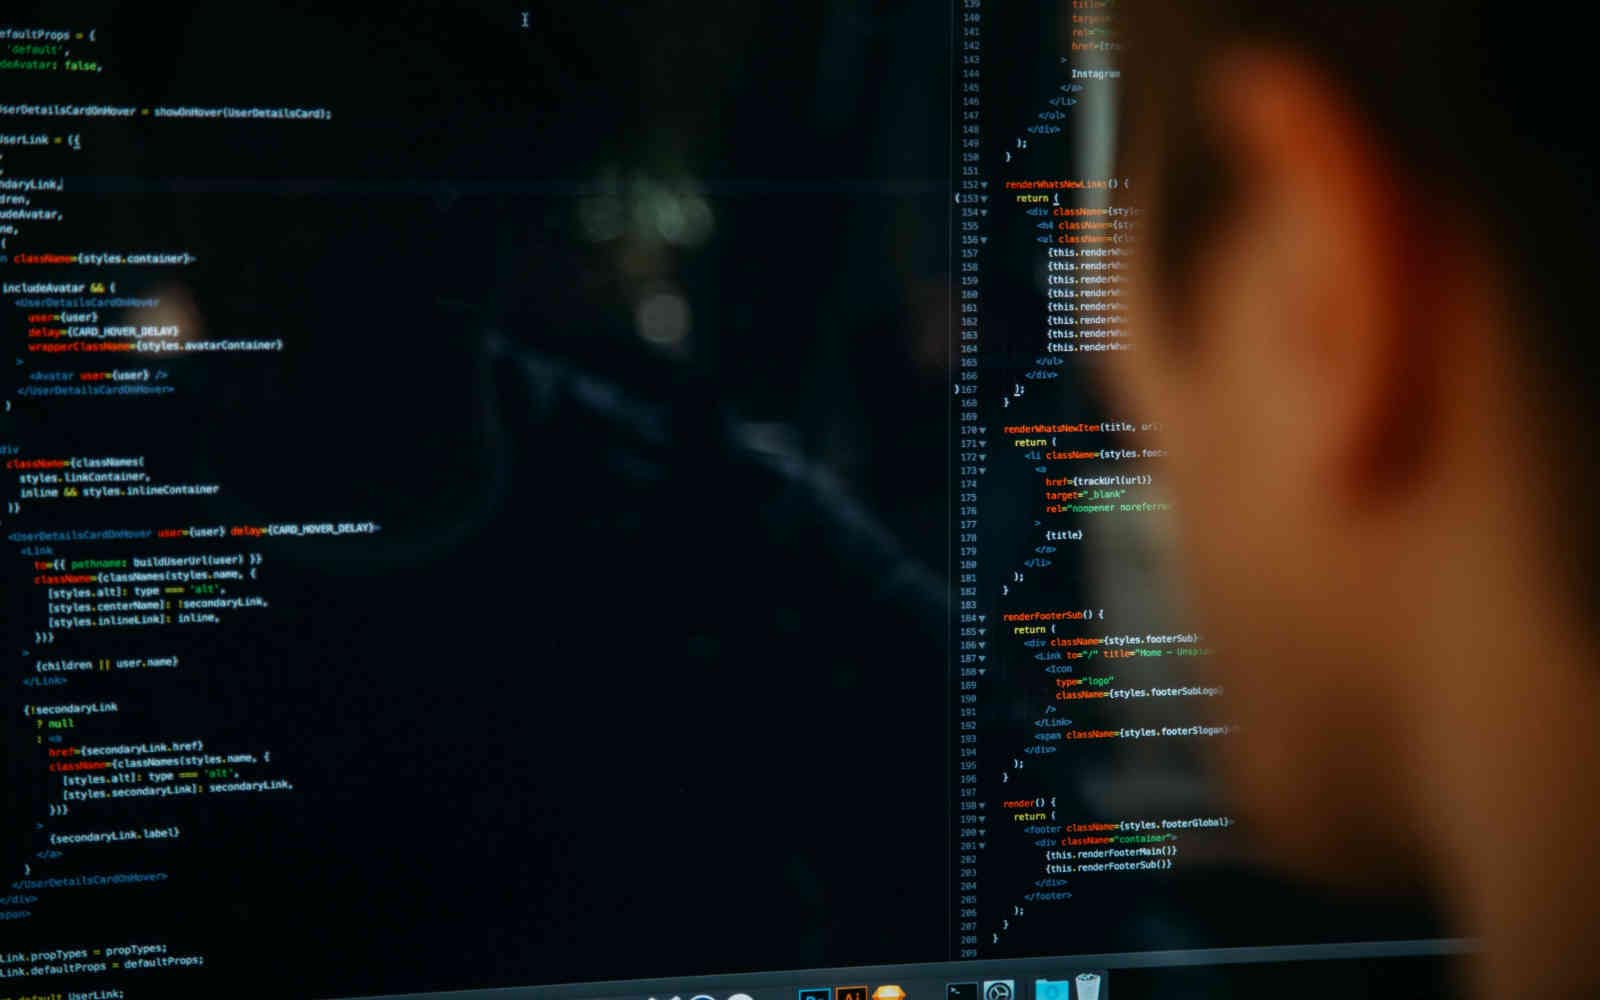 efaultProps = {
'default',
deAvatar: false,
UserDetailsCardOnHover = showOnHover(UserDetailsCard);
UserLink = ({
ndaryLink,
dren,
udeAvatar,
ne,
{
n className={styles.container}>
includeAvatar && (
<UserDetailsCardOnHover
user={user}
delay={CARD_HOVER_DELAY}
wrapperClassName={styles.avatarContainer}
>
<Avatar user={user} />
</UserDetailsCardOnHover>
)
div
className={classNames(
styles.linkContainer,
inline && styles.inlineContainer
)}
<UserDetailsCardOnHover user={user} delay={CARD_HOVER_DELAY}>
<Link
to={{ pathname: buildUserUrl(user) }}
className={classNames(styles.name, {
[styles.alt]: type === 'alt',
[styles.centerName]: !secondaryLink,
[styles.inlineLink]: inline,
})}
>
{children || user.name}
</Link>
{!secondaryLink
? null
: <a
href={secondaryLink.href}
className={classNames(styles.name, {
[styles.alt]: type === 'alt',
[styles.secondaryLink]: secondaryLink,
})}
>
{secondaryLink.label}
</a>
}
</UserDetailsCardOnHover>
</div>
span>
Link.propTypes = propTypes;
Link.defaultProps = defaultProps;
default UserLink;
139 title=
140 target=
141 rel=
142 href={
143 >
144 Instagram
145 </a>
146 </li>
147 </ol>
148 </div>
149 );
150 }
151
152 renderWhatsNewLinks() {
153 return (
154 <div className={style
155 <h4 className={sty
156 <ul className={
157 {this.renderWha
158 {this.renderWha
159 {this.renderWha
160 {this.renderWha
161 {this.renderWha
162 {this.renderWha
163 {this.renderWha
164 {this.renderWhat
165 </ul>
166 </div>
167 );
168 }
169
170 renderWhatsNewItem(title, url)
171 return (
172 <li className={styles.foot
173 <a
174 href={trackUrl(url)}
175 target="_blank"
176 rel="noopener noreferre
177 >
178 {title}
179 </a>
180 </li>
181 );
182 }
183
184 renderFooterSub() {
185 return (
186 <div className={styles.footerSub}>
187 <Link to="/" title="Home – Unspla
188 <Icon
189 type="logo"
190 className={styles.footerSubLogo}
191 />
192 </Link>
193 <span className={styles.footerSlogan}>
194 </div>
195 );
196 }
197
198 render() {
199 return (
200 <footer className={styles.footerGlobal}>
201 <div className="container">
202 {this.renderFooterMain()}
203 {this.renderFooterSub()}
204 </div>
205 </footer>
206 );
207 }
208 }
209
Ai